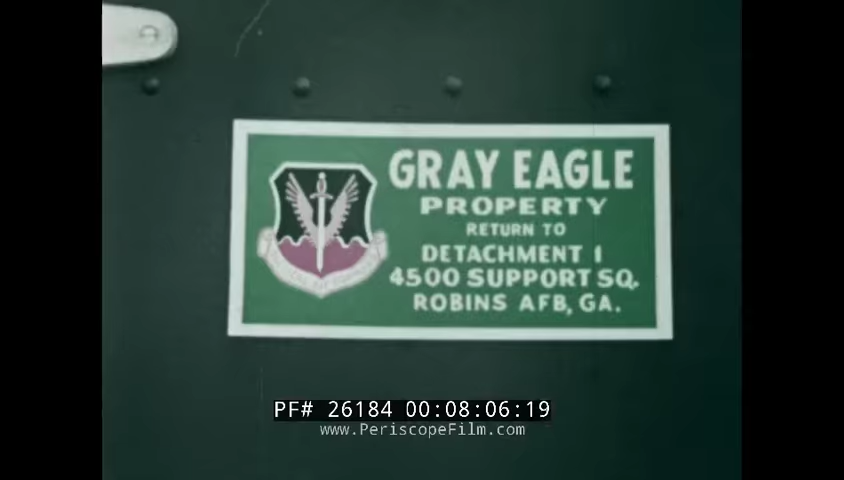 GRAY EAGLE
PROPERTY
RETURN TO
DETACHMENT 1
4500 SUPPORT SQ.
ROBINS AFB, GA.
PF# 26184 00:08:06:19
www.PeriscopeFilm.com